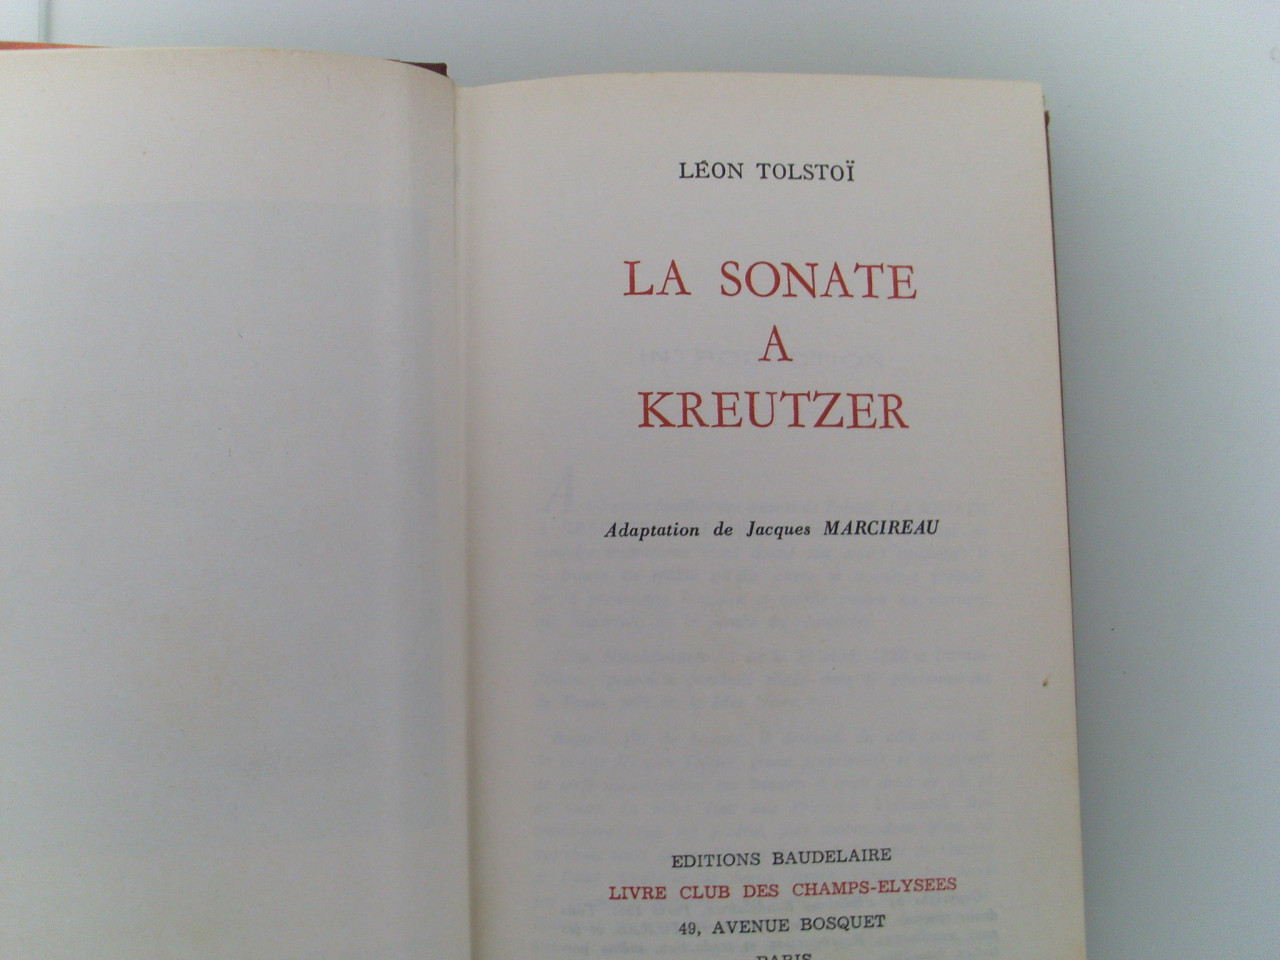 LÉON TOLSTOÏ
LA SONATE
A
KREUTZER
Adaptation de Jacques MARCIREAU
EDITIONS BAUDELAIRE
LIVRE CLUB DES CHAMPS-ELYSEES
49, AVENUE BOSQUET
PARIS